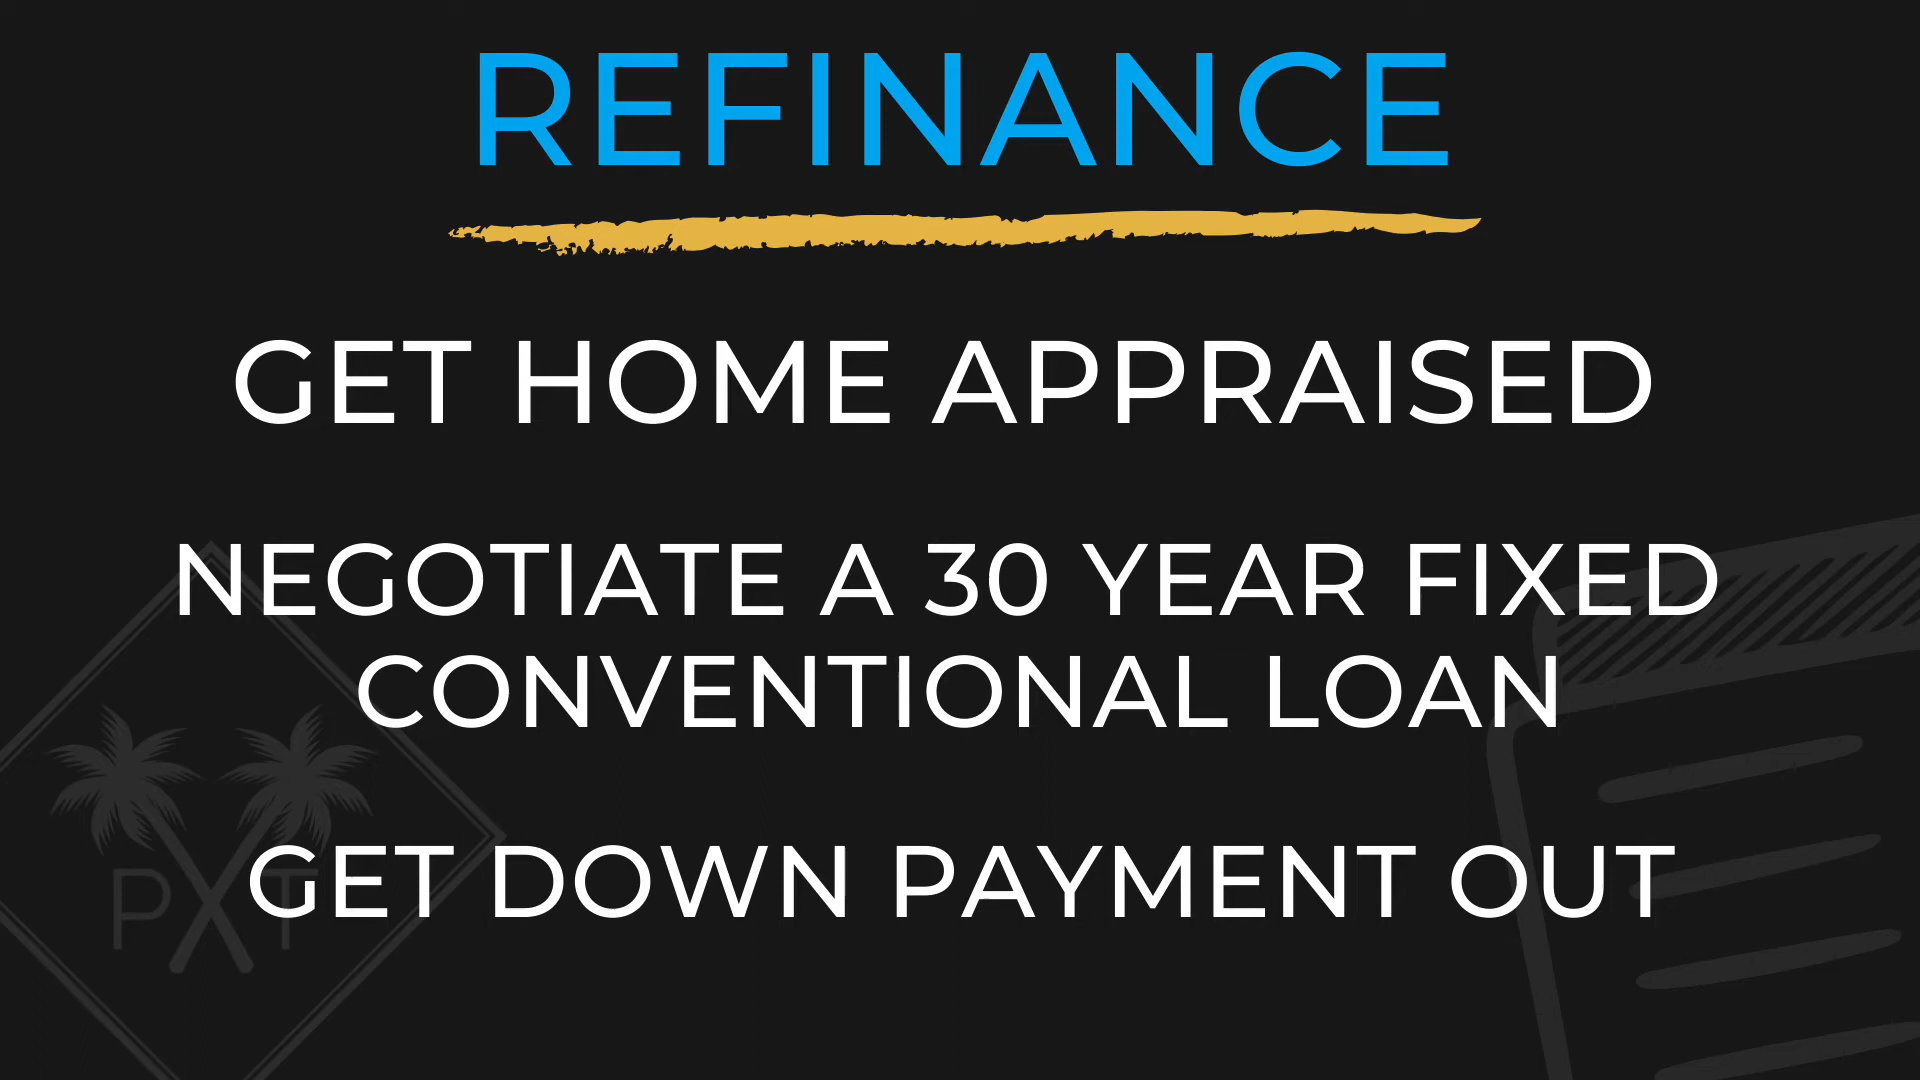 REFINANCE
GET HOME APPRAISED
NEGOTIATE A 30 YEAR FIXED
CONVENTIONAL LOAN
GET DOWN PAYMENT OUT
P T